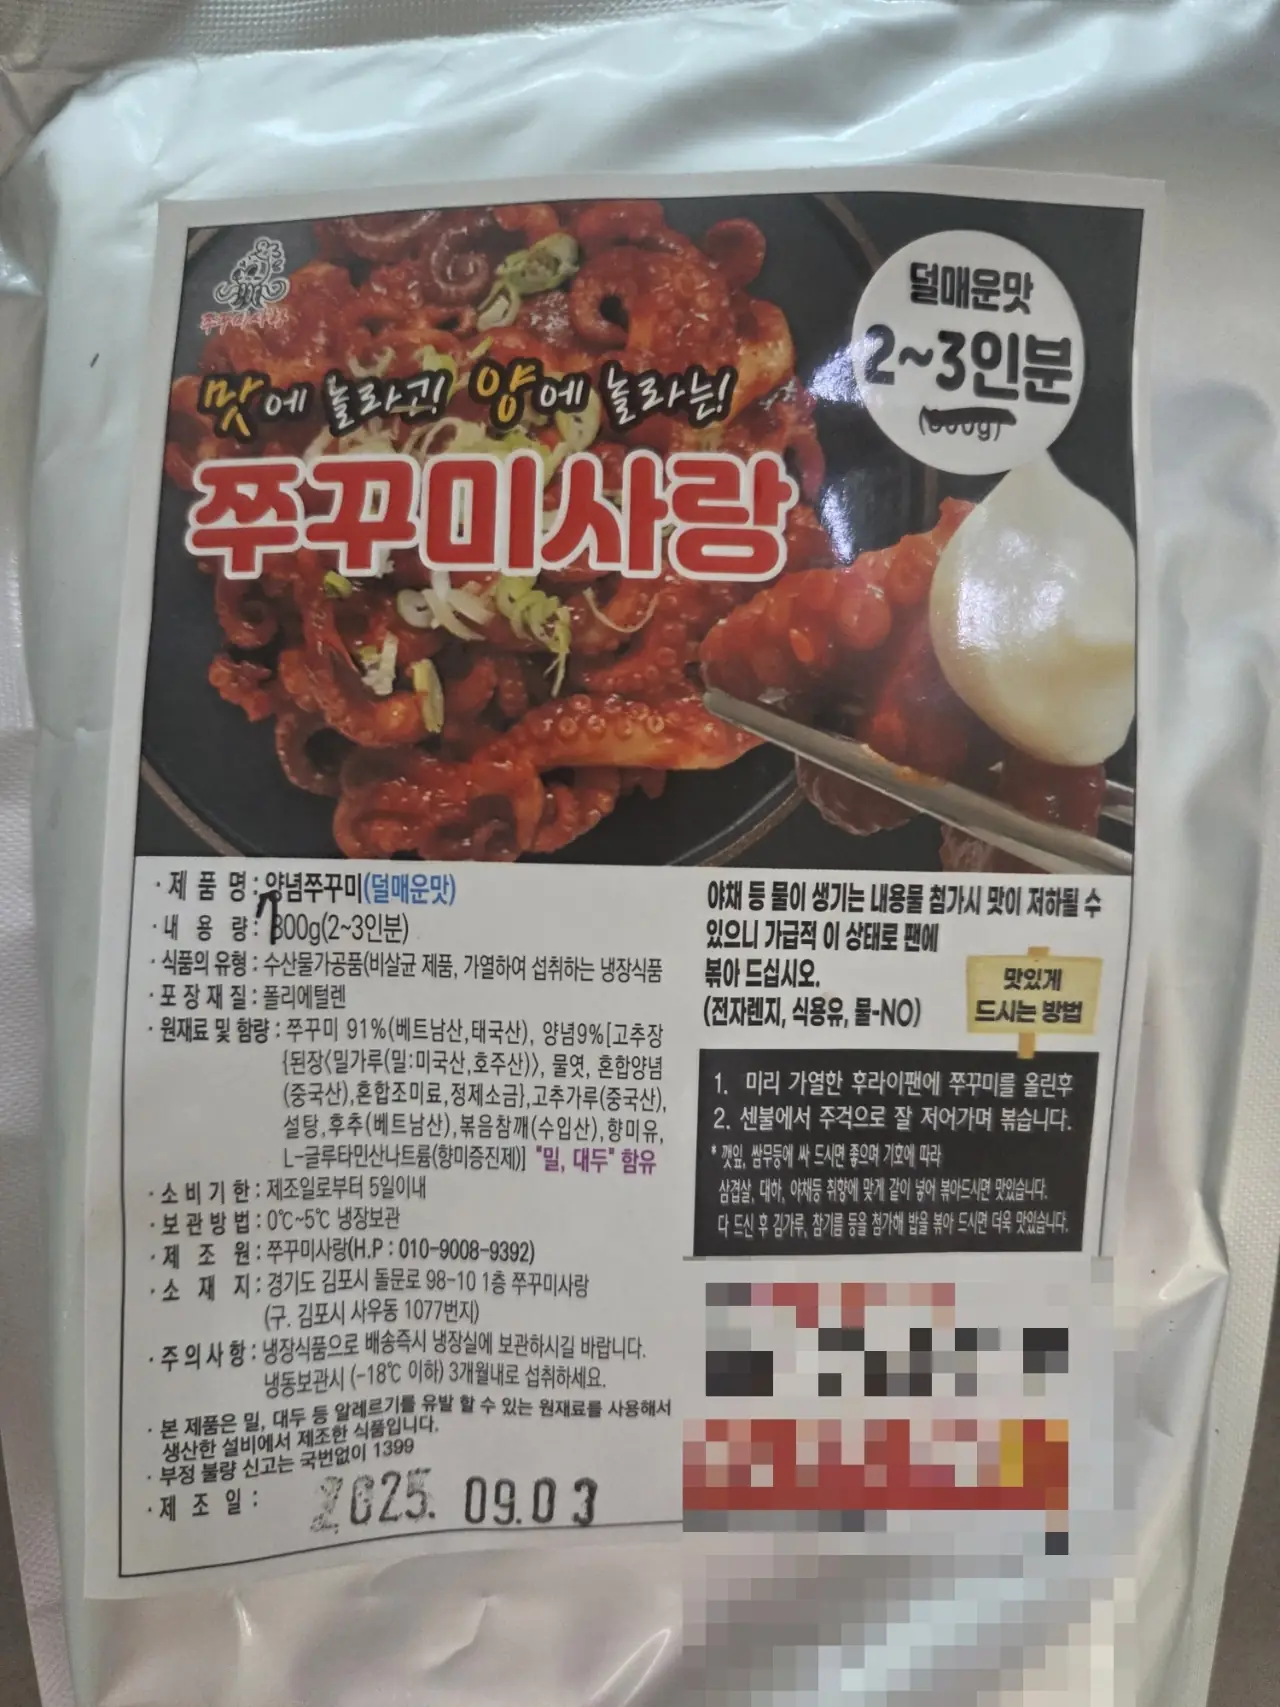 쭈꾸미사랑
덜매운맛
2~3인분
맛에 놀라고! 양에 놀라는!
쭈꾸미사랑
· 제 품 명 : 양념쭈꾸미(덜매운맛)
· 내 용 량 : 00g(2~3인분)
· 식품의 유형 : 수산물가공품(비살균 제품, 가열하여 섭취하는 냉장식품
· 포 장 재 질 : 폴리에털렌
· 원재료 및 함량 : 쭈꾸미 91%(베트남산,태국산), 양념9%[고추장
{된장〈밀가루(밀:미국산,호주산)〉, 물엿, 혼합양념
(중국산),혼합조미료,정제소금},고추가루(중국산),
설탕,후추(베트남산),볶음참깨(수입산),향미유,
L-글루타민산나트륨(향미증진제)] "밀, 대두" 함유
· 소 비 기 한 : 제조일로부터 5일이내
· 보 관 방 법 : 0℃~5℃ 냉장보관
· 제 조 원 : 쭈꾸미사랑(H.P : 010-9008-9392)
· 소 재 지 : 경기도 김포시 돌문로 98-10 1층 쭈꾸미사랑
(구. 김포시 사우동 1077번지)
· 주 의 사 항 : 냉장식품으로 배송즉시 냉장실에 보관하시길 바랍니다.
냉동보관시 (-18℃ 이하) 3개월내로 섭취하세요.
· 본 제품은 밀, 대두 등 알레르기를 유발 할 수 있는 원재료를 사용해서
생산한 설비에서 제조한 식품입니다.
· 부정 불량 신고는 국번없이 1399
· 제 조 일 : 2025. 09.03
야채 등 물이 생기는 내용물 첨가시 맛이 저하될 수
있으니 가급적 이 상태로 팬에
볶아 드십시오.
(전자렌지, 식용유, 물-NO)
맛있게
드시는 방법
1. 미리 가열한 후라이팬에 쭈꾸미를 올린후
2. 센불에서 주걱으로 잘 저어가며 볶습니다.
* 깻잎, 쌈무등에 싸 드시면 좋으며 기호에 따라
삼겹살, 대하, 야채등 취향에 맞게 같이 넣어 볶아드시면 맛있습니다.
다 드신 후 김가루, 참기름 등을 첨가해 밥을 볶아 드시면 더욱 맛있습니다.